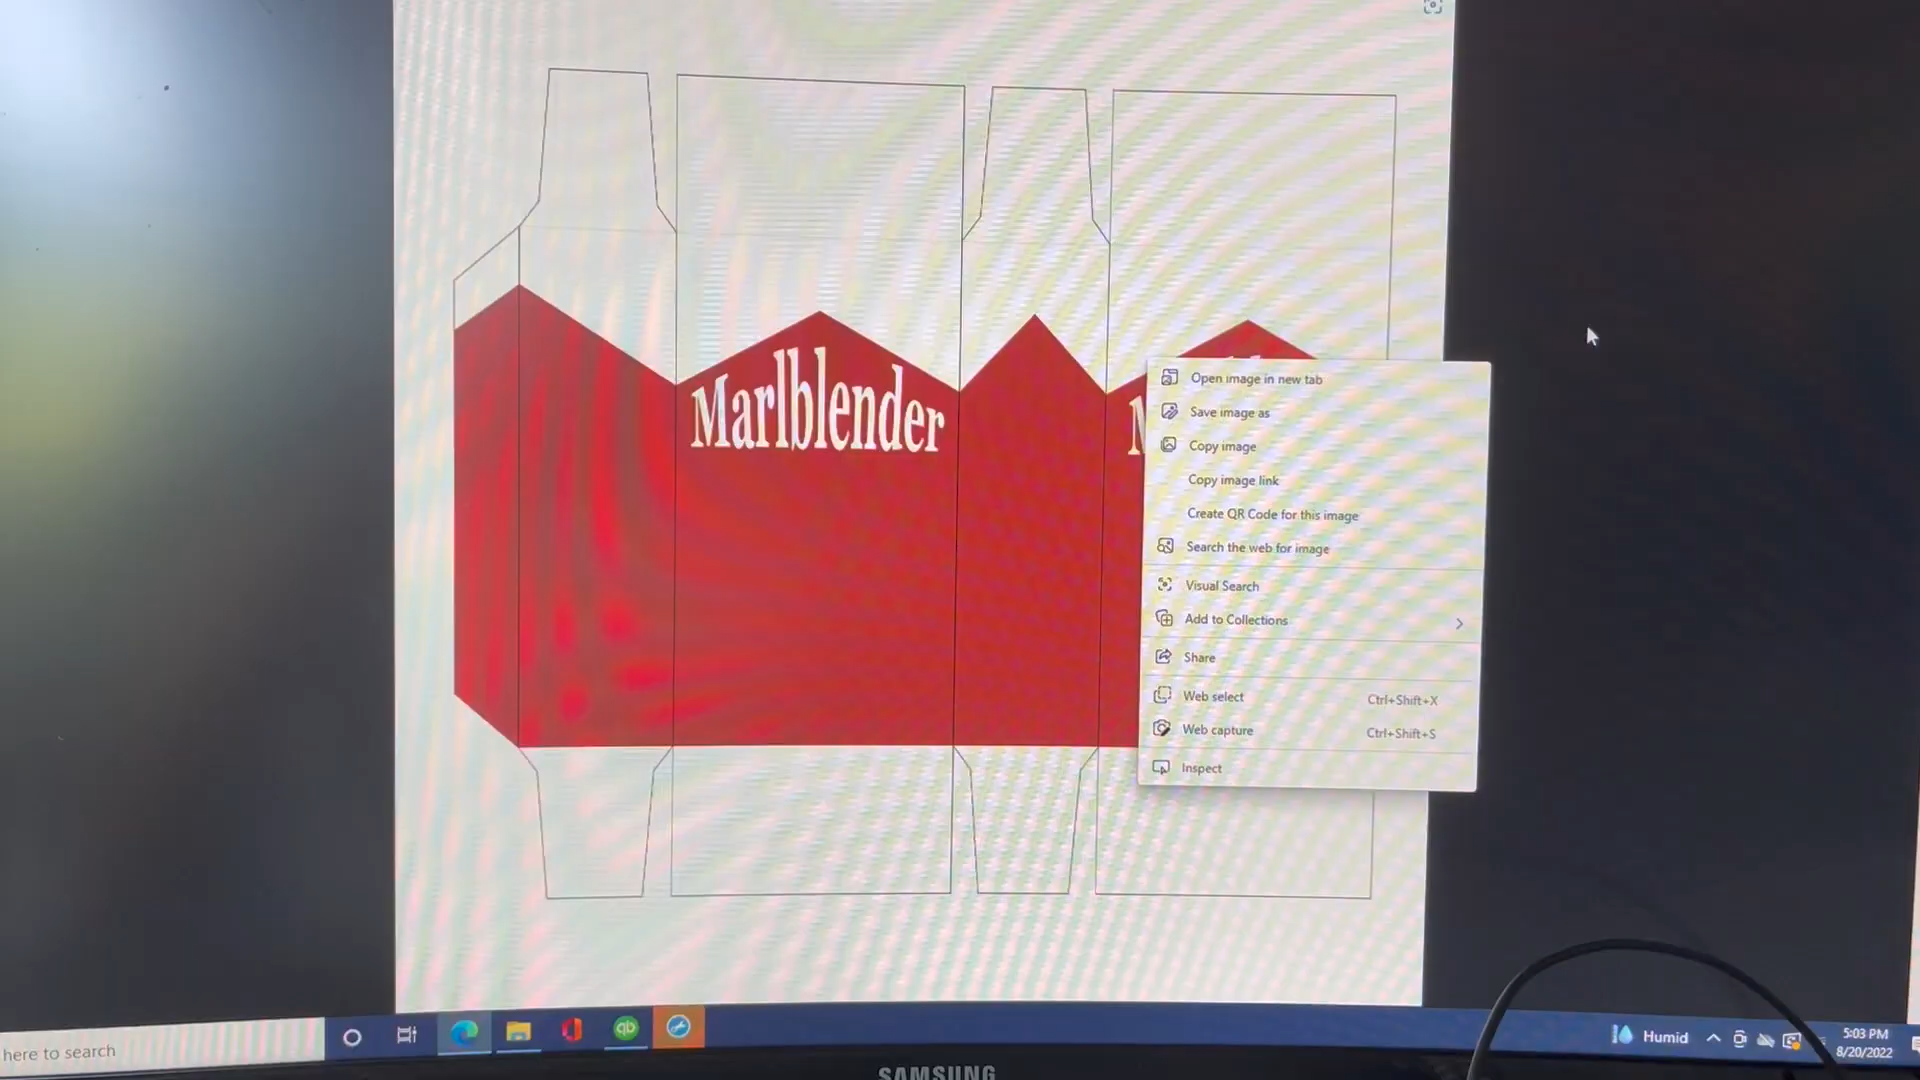 Marlblender
M
Open image in new tab
Save image as
Copy image
Copy image link
Create QR Code for this image
Search the web for image
Visual Search
Add to Collections
Share
Web select Ctrl+Shift+X
Web capture Ctrl+Shift+S
Inspect
here to search
qb
Humid
5:03 PM
8/20/2022
SAMSUNG